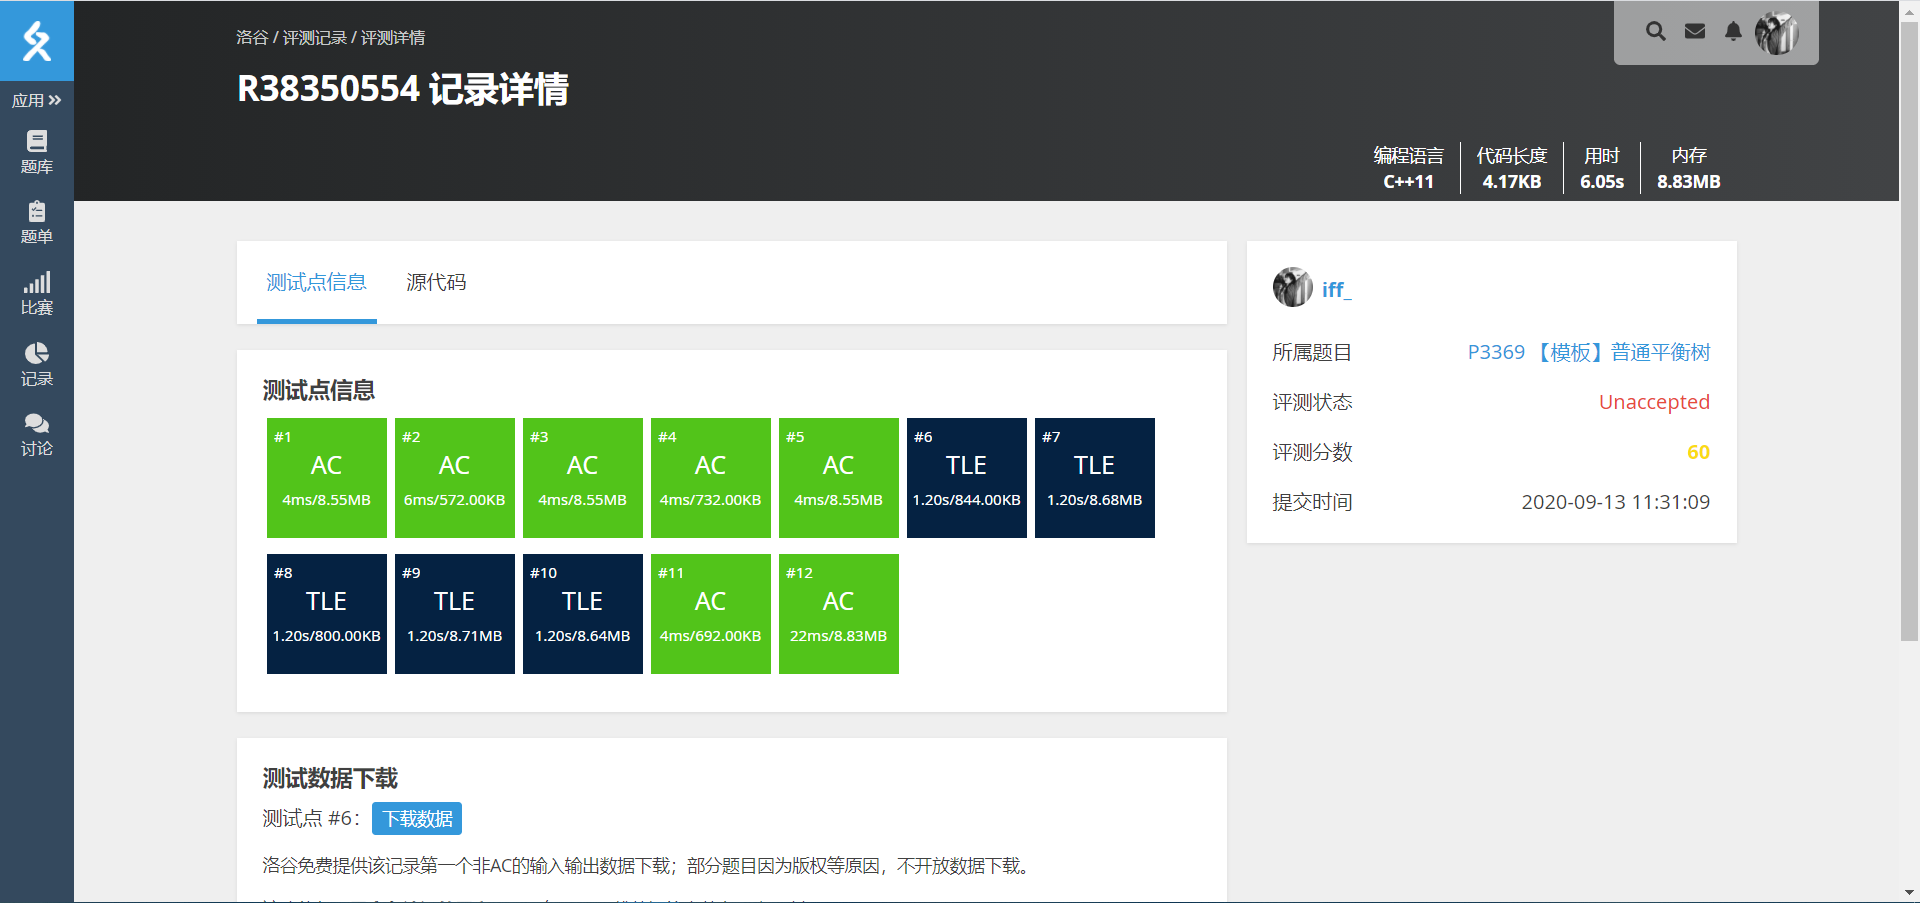 洛谷 / 评测记录 / 评测详情
R38350554 记录详情
应用
题库
题单
比赛
记录
讨论
编程语言
C++11
代码长度
4.17KB
用时
6.05s
内存
8.83MB
测试点信息
源代码
测试点信息
#1
AC
4ms/8.55MB
#2
AC
6ms/572.00KB
#3
AC
4ms/8.55MB
#4
AC
4ms/732.00KB
#5
AC
4ms/8.55MB
#6
TLE
1.20s/844.00KB
#7
TLE
1.20s/8.68MB
#8
TLE
1.20s/800.00KB
#9
TLE
1.20s/8.71MB
#10
TLE
1.20s/8.64MB
#11
AC
4ms/692.00KB
#12
AC
22ms/8.83MB
测试数据下载
测试点 #6： 下载数据
洛谷免费提供该记录第一个非AC的输入输出数据下载；部分题目因为版权等原因，不开放数据下载。
iff_
所属题目 P3369 【模板】普通平衡树
评测状态 Unaccepted
评测分数 60
提交时间 2020-09-13 11:31:09